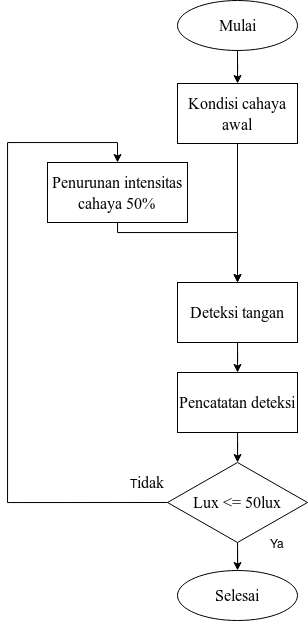 Mulai
Kondisi cahaya
awal
Penurunan intensitas
cahaya 50%
Deteksi tangan
Pencatatan deteksi
Tidak
Lux <= 50lux
Ya
Selesai